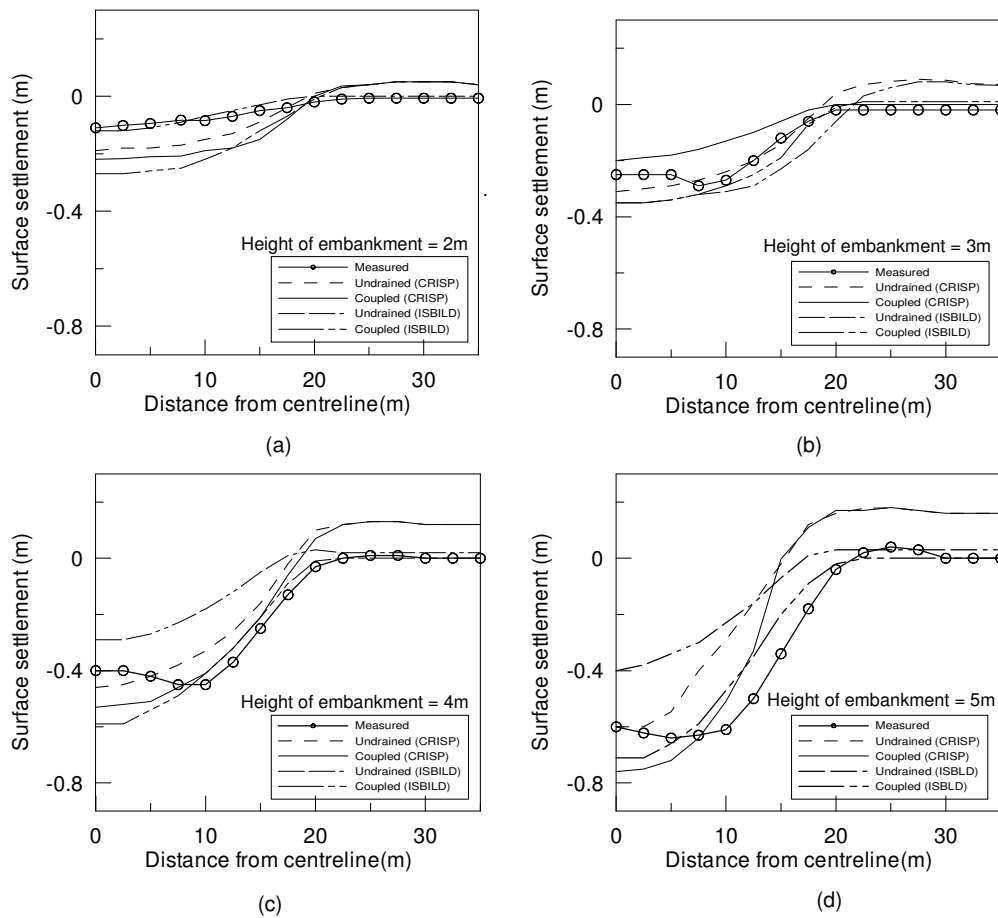 Surface settlement (m)
0
-0.4
-0.8
Height of embankment = 2m
Measured
Undrained (CRISP)
Coupled (CRISP)
Undrained (ISBILD)
Coupled (ISBILD)
0 10 20 30
Distance from centreline(m)
(a)
Surface settlement (m)
0
-0.4
-0.8
Height of embankment = 3m
Measured
Undrained (CRISP)
Coupled (CRISP)
Undrained (ISBILD)
Coupled (ISBILD)
0 10 20 30
Distance from centreline(m)
(b)
Surface settlement (m)
0
-0.4
-0.8
Height of embankment = 4m
Measured
Undrained (CRISP)
Coupled (CRISP)
Undrained (ISBILD)
Coupled (ISBILD)
0 10 20 30
Distance from centreline(m)
(c)
Surface settlement (m)
0
-0.4
-0.8
Height of embankment = 5m
Measured
Undrained (CRISP)
Coupled (CRISP)
Undrained (ISBLD)
Coupled (ISBLD)
0 10 20 30
Distance from centreline(m)
(d)